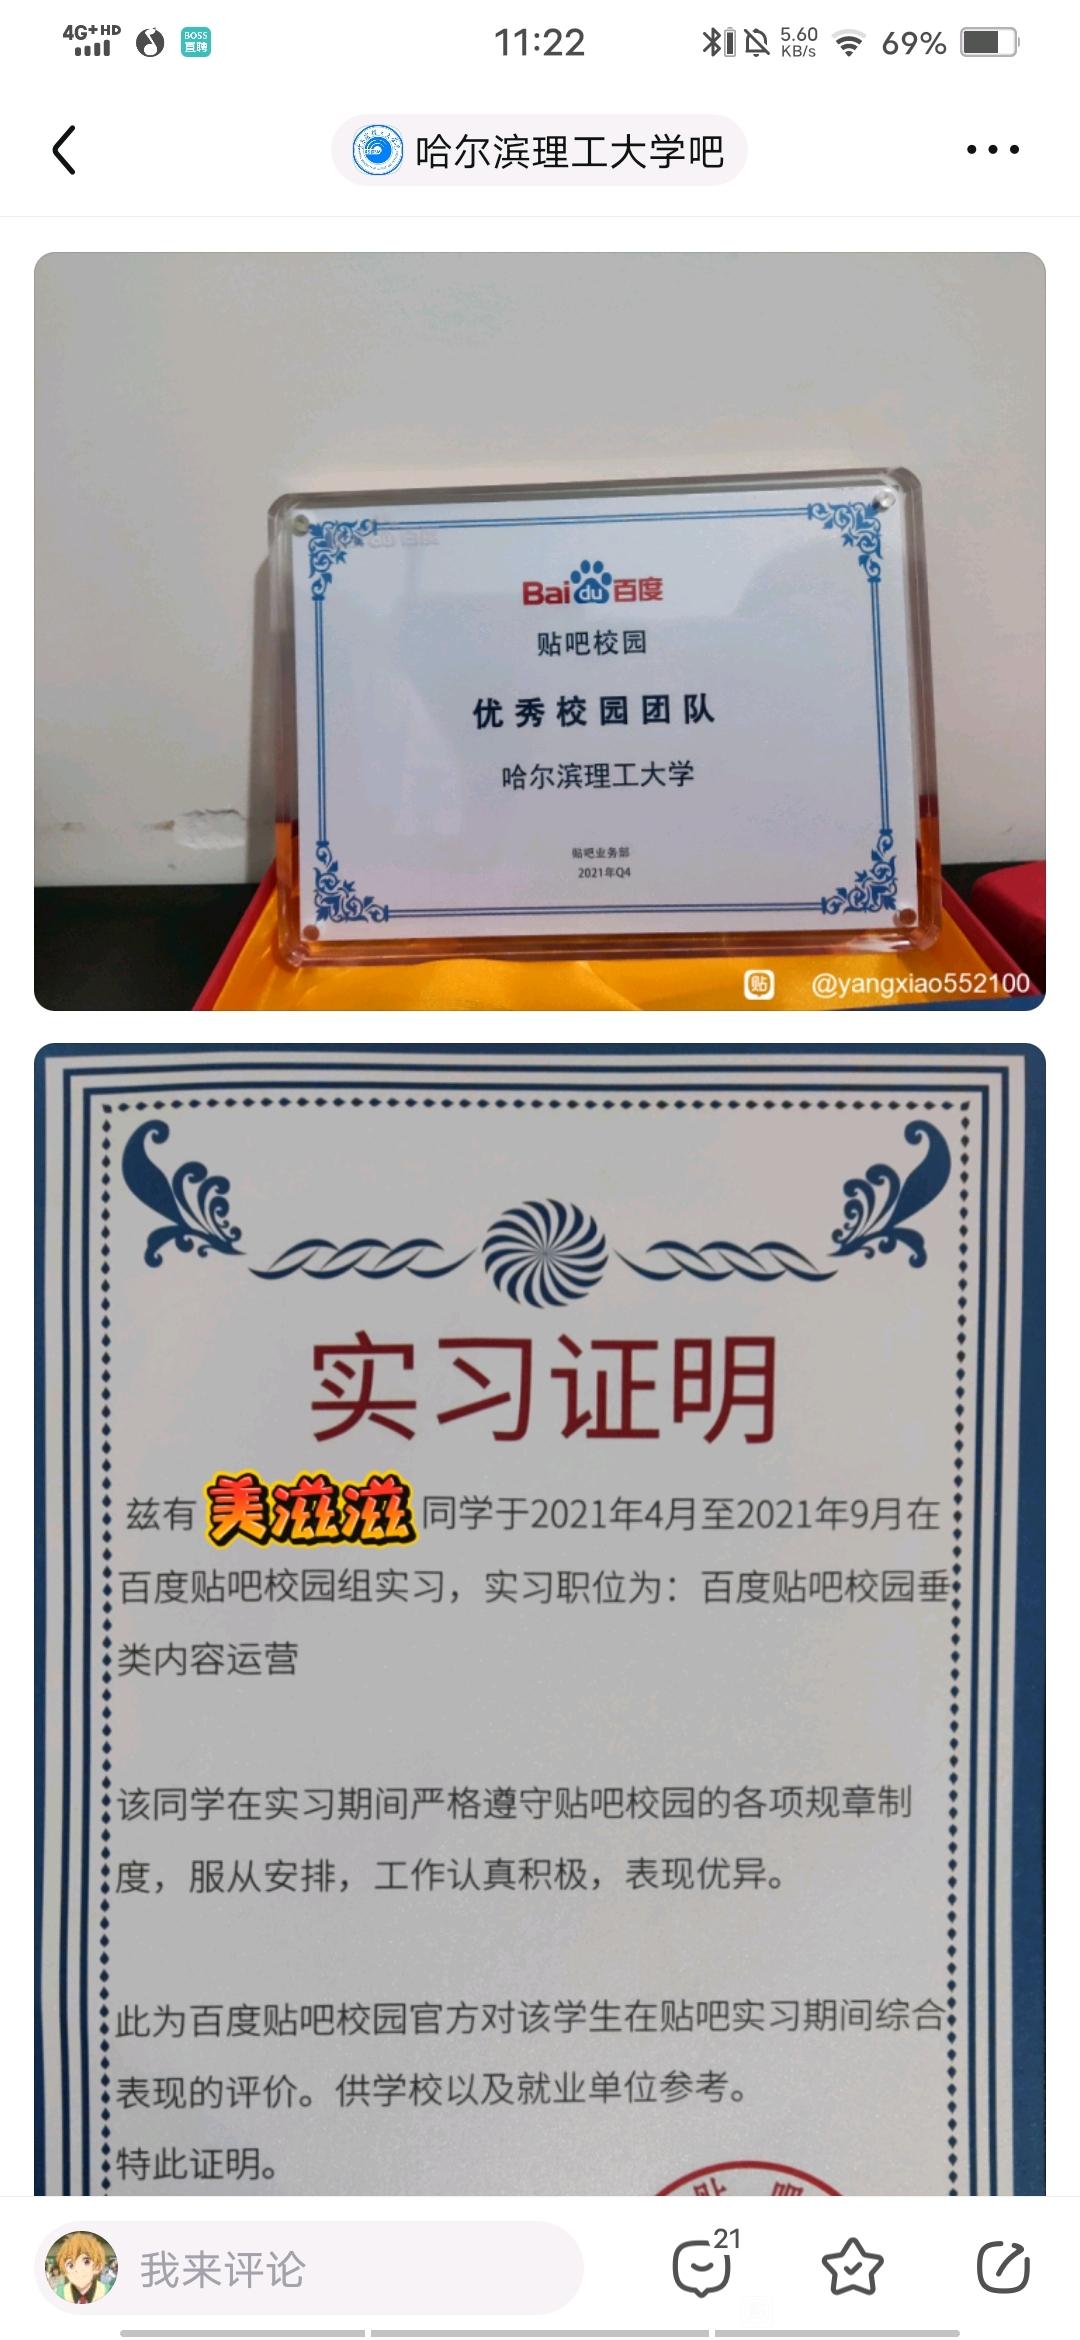 4G+HD
BOSS
直聘
11:22
5.60
KB/s
69%
哈尔滨理工大学吧
Bai du 百度
贴吧校园
优秀校园团队
哈尔滨理工大学
贴吧业务部
2021年Q4
贴 @yangxiao552100
实习证明
兹有美滋滋同学于2021年4月至2021年9月在
百度贴吧校园组实习，实习职位为：百度贴吧校园垂
类内容运营
该同学在实习期间严格遵守贴吧校园的各项规章制
度，服从安排，工作认真积极，表现优异。
此为百度贴吧校园官方对该学生在贴吧实习期间综合
表现的评价。供学校以及就业单位参考。
特此证明。
我来评论
21